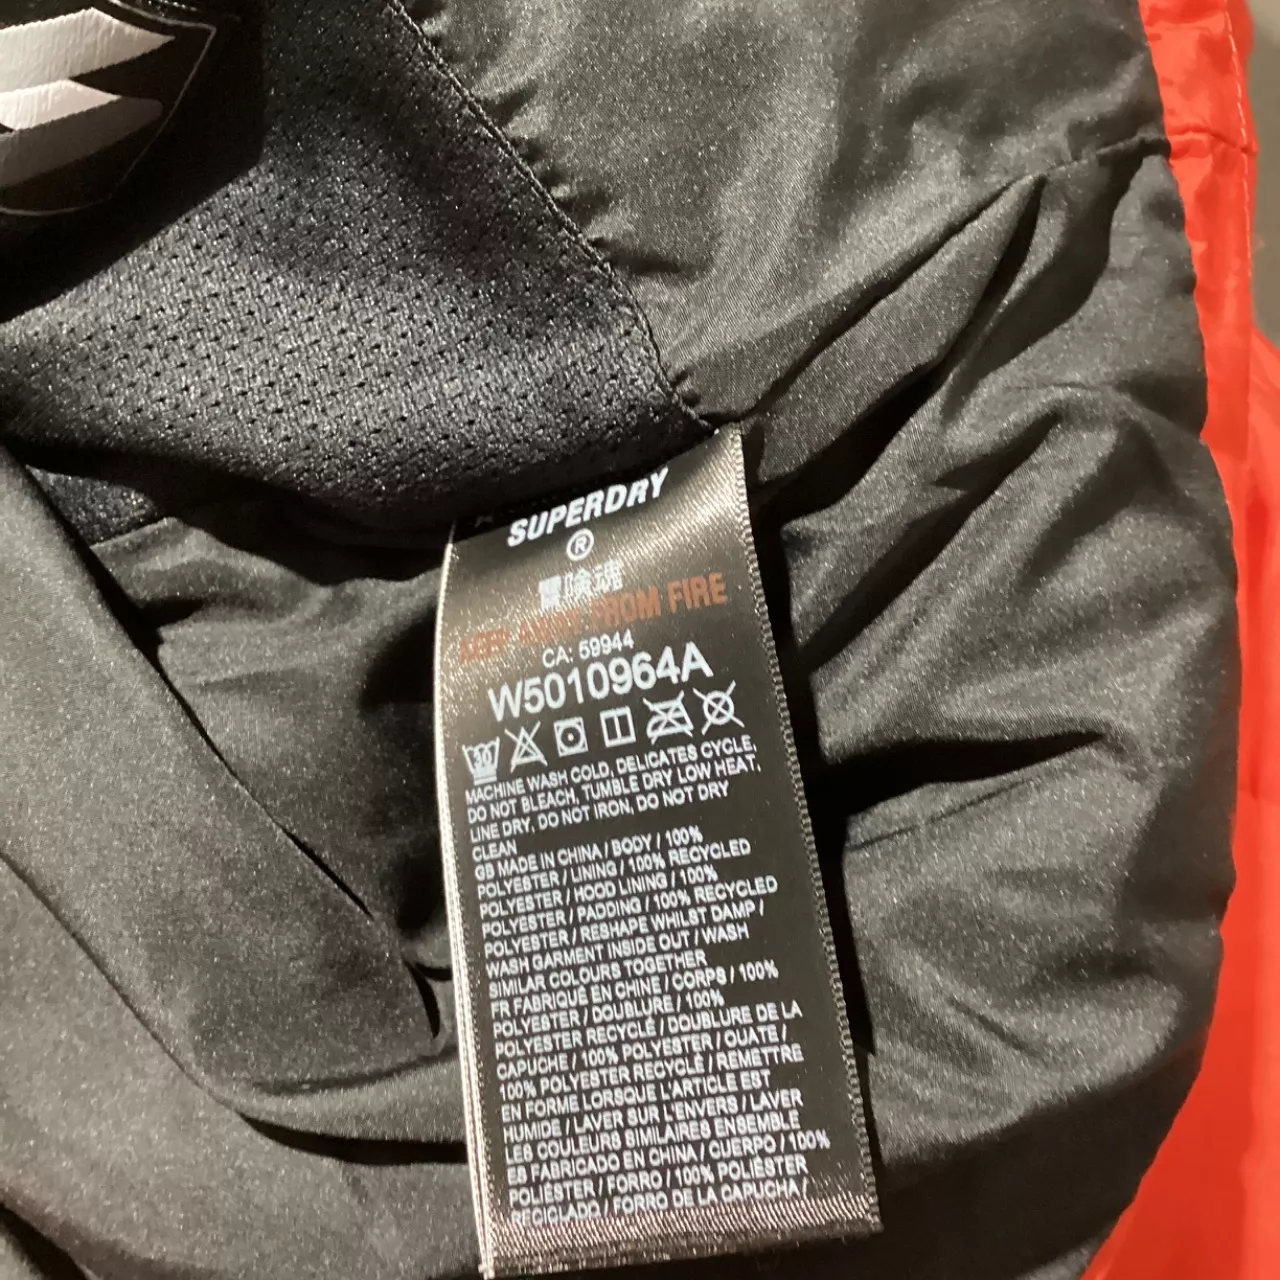 SUPERDRY
®
冒険魂
KEEP AWAY FROM FIRE
CA: 59944
W5010964A
30
MACHINE WASH COLD, DELICATES CYCLE,
DO NOT BLEACH, TUMBLE DRY LOW HEAT,
LINE DRY, DO NOT IRON, DO NOT DRY
CLEAN
GB MADE IN CHINA / BODY / 100%
POLYESTER / LINING / 100% RECYCLED
POLYESTER / HOOD LINING / 100%
POLYESTER / PADDING / 100% RECYCLED
POLYESTER / RESHAPE WHILST DAMP /
WASH GARMENT INSIDE OUT / WASH
SIMILAR COLOURS TOGETHER
FR FABRIQUÉ EN CHINE / CORPS / 100%
POLYESTER / DOUBLURE / 100%
POLYESTER RECYCLÉ / DOUBLURE DE LA
CAPUCHE / 100% POLYESTER / OUATE /
100% POLYESTER RECYCLÉ / REMETTRE
EN FORME LORSQUE L'ARTICLE EST
HUMIDE / LAVER SUR L'ENVERS / LAVER
LES COULEURS SIMILAIRES ENSEMBLE
ES FABRICADO EN CHINA / CUERPO / 100%
POLIÉSTER / FORRO / 100% POLIÉSTER
RECICLADO / FORRO DE LA CAPUCHA /